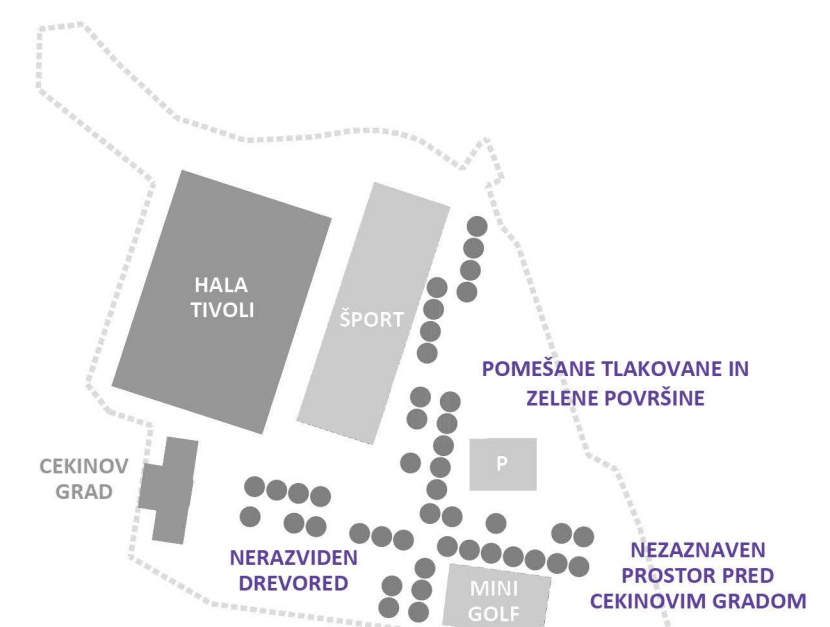 HALA
TIVOLI
ŠPORT
POMEŠANE TLAKOVANE IN
ZELENE POVRŠINE
CEKINOV
GRAD
P
NERAZVIDEN
DREVORED
NEZAZNAVEN
PROSTOR PRED
CEKINOVIM GRADOM
MINI
GOLF